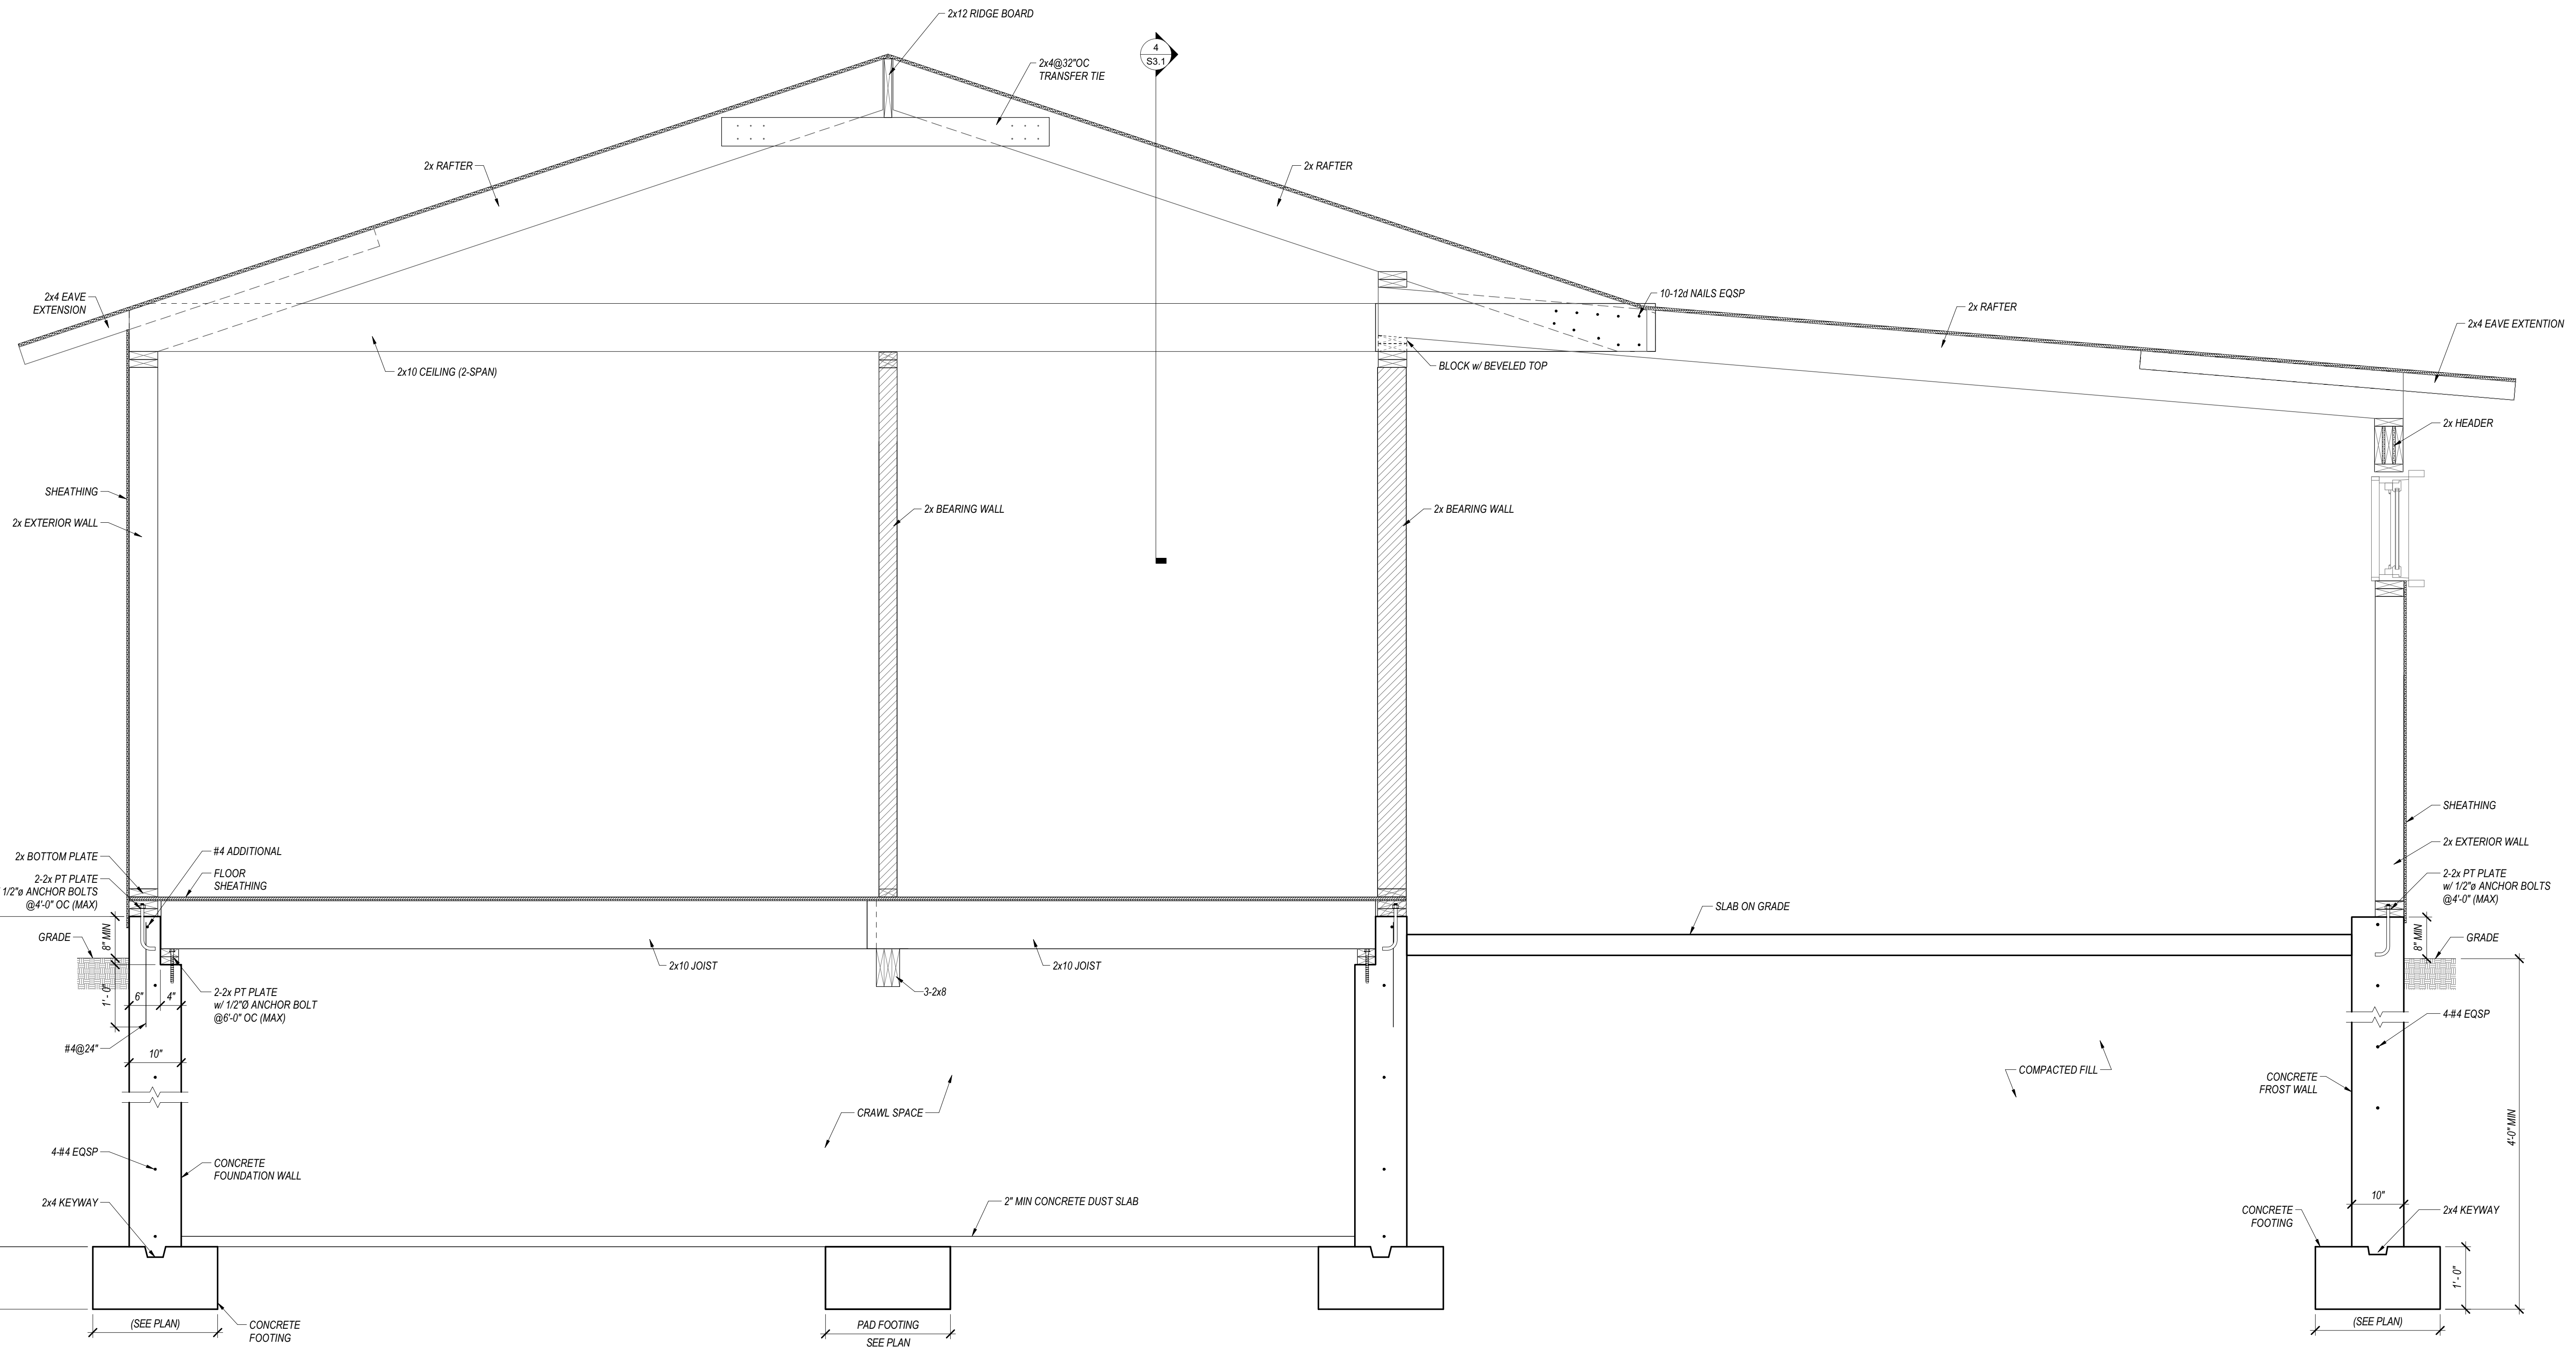 2x12 RIDGE BOARD
4
S3.1
2x4@32"OC
TRANSFER TIE
2x RAFTER
2x RAFTER
2x4 EAVE
EXTENSION
10-12d NAILS EQSP
2x RAFTER
2x4 EAVE EXTENTION
2x10 CEILING (2-SPAN)
BLOCK w/ BEVELED TOP
2x HEADER
SHEATHING
2x EXTERIOR WALL
2x BEARING WALL
2x BEARING WALL
SHEATHING
2x EXTERIOR WALL
2x BOTTOM PLATE
#4 ADDITIONAL
FLOOR
SHEATHING
2-2x PT PLATE
1/2"ø ANCHOR BOLTS
@4'-0" OC (MAX)
2-2x PT PLATE
w/ 1/2"ø ANCHOR BOLTS
@4'-0" (MAX)
SLAB ON GRADE
GRADE
8" MIN
8" MIN
GRADE
2x10 JOIST
2x10 JOIST
1' - 0"
6"
4"
2-2x PT PLATE
w/ 1/2"Ø ANCHOR BOLT
@6'-0" OC (MAX)
3-2x8
#4@24"
10"
4-#4 EQSP
COMPACTED FILL
CONCRETE
FROST WALL
CRAWL SPACE
4'-0" MIN
4-#4 EQSP
CONCRETE
FOUNDATION WALL
2x4 KEYWAY
2" MIN CONCRETE DUST SLAB
10"
CONCRETE
FOOTING
2x4 KEYWAY
1' - 0"
(SEE PLAN)
CONCRETE
FOOTING
PAD FOOTING
SEE PLAN
(SEE PLAN)